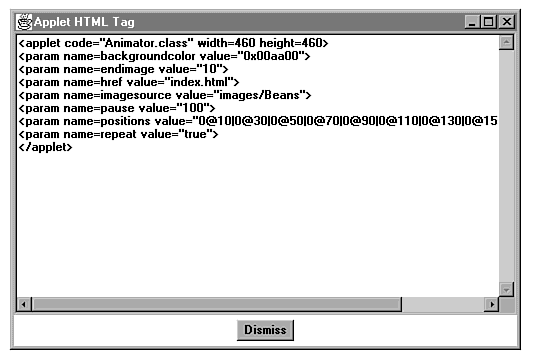 Applet HTML Tag
<applet code="Animator.class" width=460 height=460>
<param name=backgroundcolor value="0x00aa00">
<param name=endimage value="10">
<param name=href value="index.html">
<param name=imagesource value="images/Beans">
<param name=pause value="100">
<param name=positions value="0@10|0@30|0@50|0@70|0@90|0@110|0@130|0@15
<param name=repeat value="true">
</applet>
Dismiss